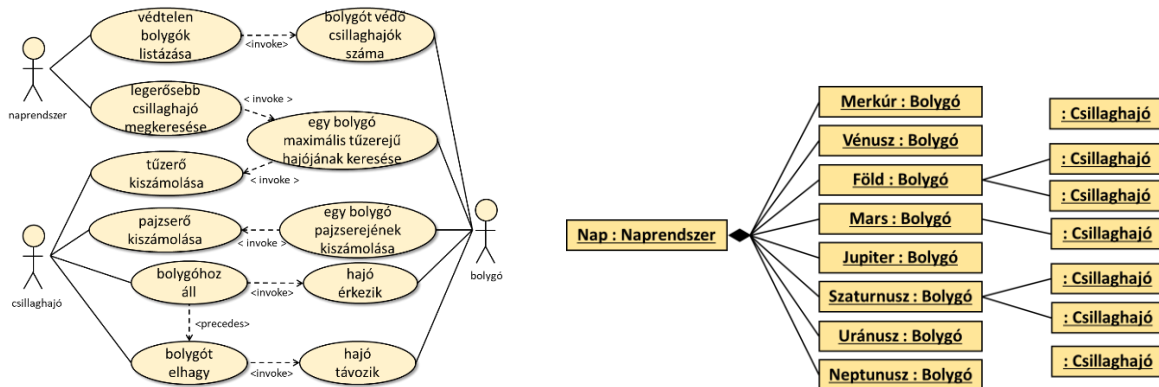 védtelen
bolygók
listázása
<invoke>
bolygót védő
csillaghajók
száma
naprendszer
legerősebb
csillaghajó
megkeresése
< invoke >
egy bolygó
maximális tűzerejű
hajójának keresése
tűzerő
kiszámolása
< invoke >
pajzserő
kiszámolása
< invoke >
egy bolygó
pajzserejének
kiszámolása
csillaghajó
bolygó
bolygóhoz
áll
<invoke>
hajó
érkezik
<precedes>
bolygót
elhagy
<invoke>
hajó
távozik
Nap : Naprendszer
Merkúr : Bolygó
Vénusz : Bolygó
Föld : Bolygó
Mars : Bolygó
Jupiter : Bolygó
Szaturnusz : Bolygó
Uránusz : Bolygó
Neptunusz : Bolygó
: Csillaghajó
: Csillaghajó
: Csillaghajó
: Csillaghajó
: Csillaghajó
: Csillaghajó
: Csillaghajó